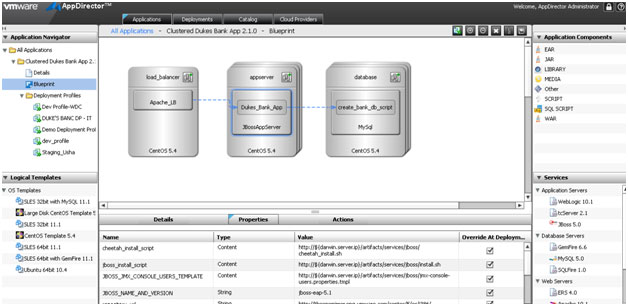 vmware AppDirector™
Welcome, AppDirector Administrator
Applications Deployments Catalog Cloud Providers
Application Navigator
All Applications
Clustered Dukes Bank App 2.
Details
Blueprint
Deployment Profiles
Dev Profile-WDC
DUKE'S BANC DP - IT
Demo Deployment Prof
dev_profile
Staging_Usha
Logical Templates
OS Templates
SLES 32bit with MySQL 11.1
Large Disk CentOS Template 5
SLES 32bit 11.1
CentOS Template 5.4
SLES 64bit 11.1
SLES 64bit with GemFire 11.1
Ubuntu 64bit 10.4
All Applications - Clustered Dukes Bank App 2.1.0 - Blueprint
load_balancer
Apache_LB
CentOS 5.4
appserver
Dukes_Bank_App
JBossAppServer
CentOS 5.4
database
create_bank_db_script
MySql
CentOS 5.4
Details Properties Actions
Name Type Value Override At Deploymen...
cheetah_install_script Content http://${darwin.server.ip}/artifacts/services/jboss/
cheetah_install.sh
jboss_install_script Content http://${darwin.server.ip}/artifacts/services/jboss/install.sh
JBOSS_JMX_CONSOLE_USERS_TEMPLATE Content http://${darwin.server.ip}/artifacts/services/jboss/jmx-console-
users.properties.tmpl
JBOSS_NAME_AND_VERSION String jboss-eap-5.1
Application Components
EAR
JAR
LIBRARY
MEDIA
Other
SCRIPT
SQL SCRIPT
WAR
Services
Application Servers
WebLogic 10.1
tcServer 2.1
JBoss 5.0
Database Servers
GemFire 6.6
MySQL 5.0
SQLFire 1.0
Web Servers
ERS 4.0